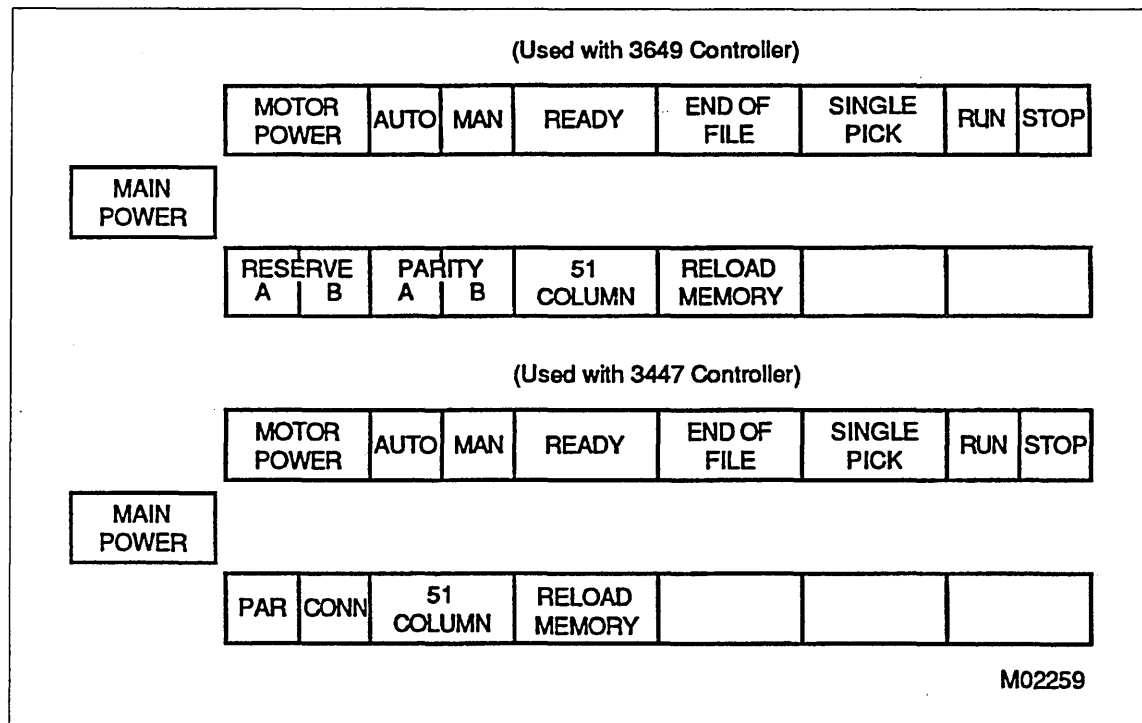 (Used with 3649 Controller)
MOTOR POWER AUTO MAN READY END OF FILE SINGLE PICK RUN STOP
MAIN POWER
RESERVE A B PARITY A B 51 COLUMN RELOAD MEMORY
(Used with 3447 Controller)
MOTOR POWER AUTO MAN READY END OF FILE SINGLE PICK RUN STOP
MAIN POWER
PAR CONN 51 COLUMN RELOAD MEMORY
M02259